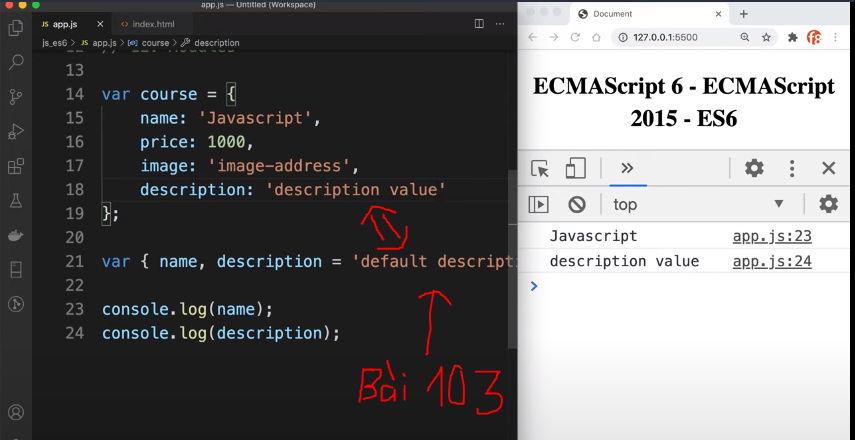 app.js — Untitled (Workspace)
JS app.js ×
<> index.html
js_es6 > JS app.js > course > description
13
14 var course = {
15 name: 'Javascript',
16 price: 1000,
17 image: 'image-address',
18 description: 'description value'
19 };
20
21 var { name, description = 'default descripti
22
23 console.log(name);
24 console.log(description);
Bài 103
Document
127.0.0.1:5500
f8
ECMAScript 6 - ECMAScript
2015 - ES6
top
Javascript app.js:23
description value app.js:24